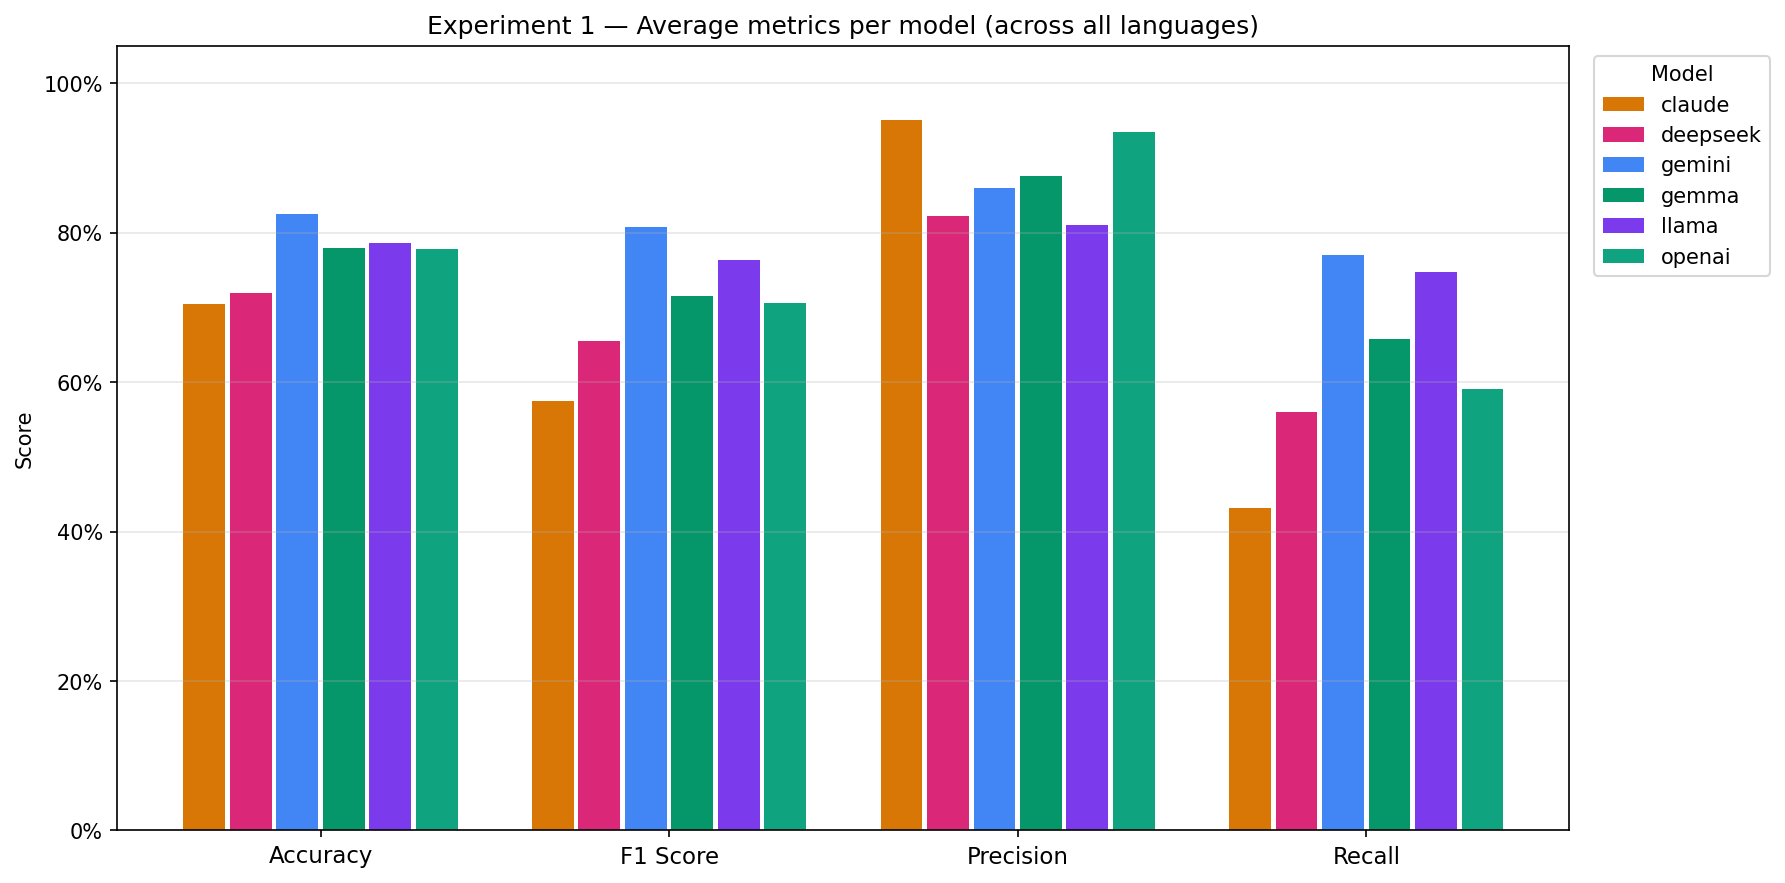 Experiment 1 — Average metrics per model (across all languages)
Score
100%
80%
60%
40%
20%
0%
Accuracy
F1 Score
Precision
Recall
Model
claude
deepseek
gemini
gemma
llama
openai